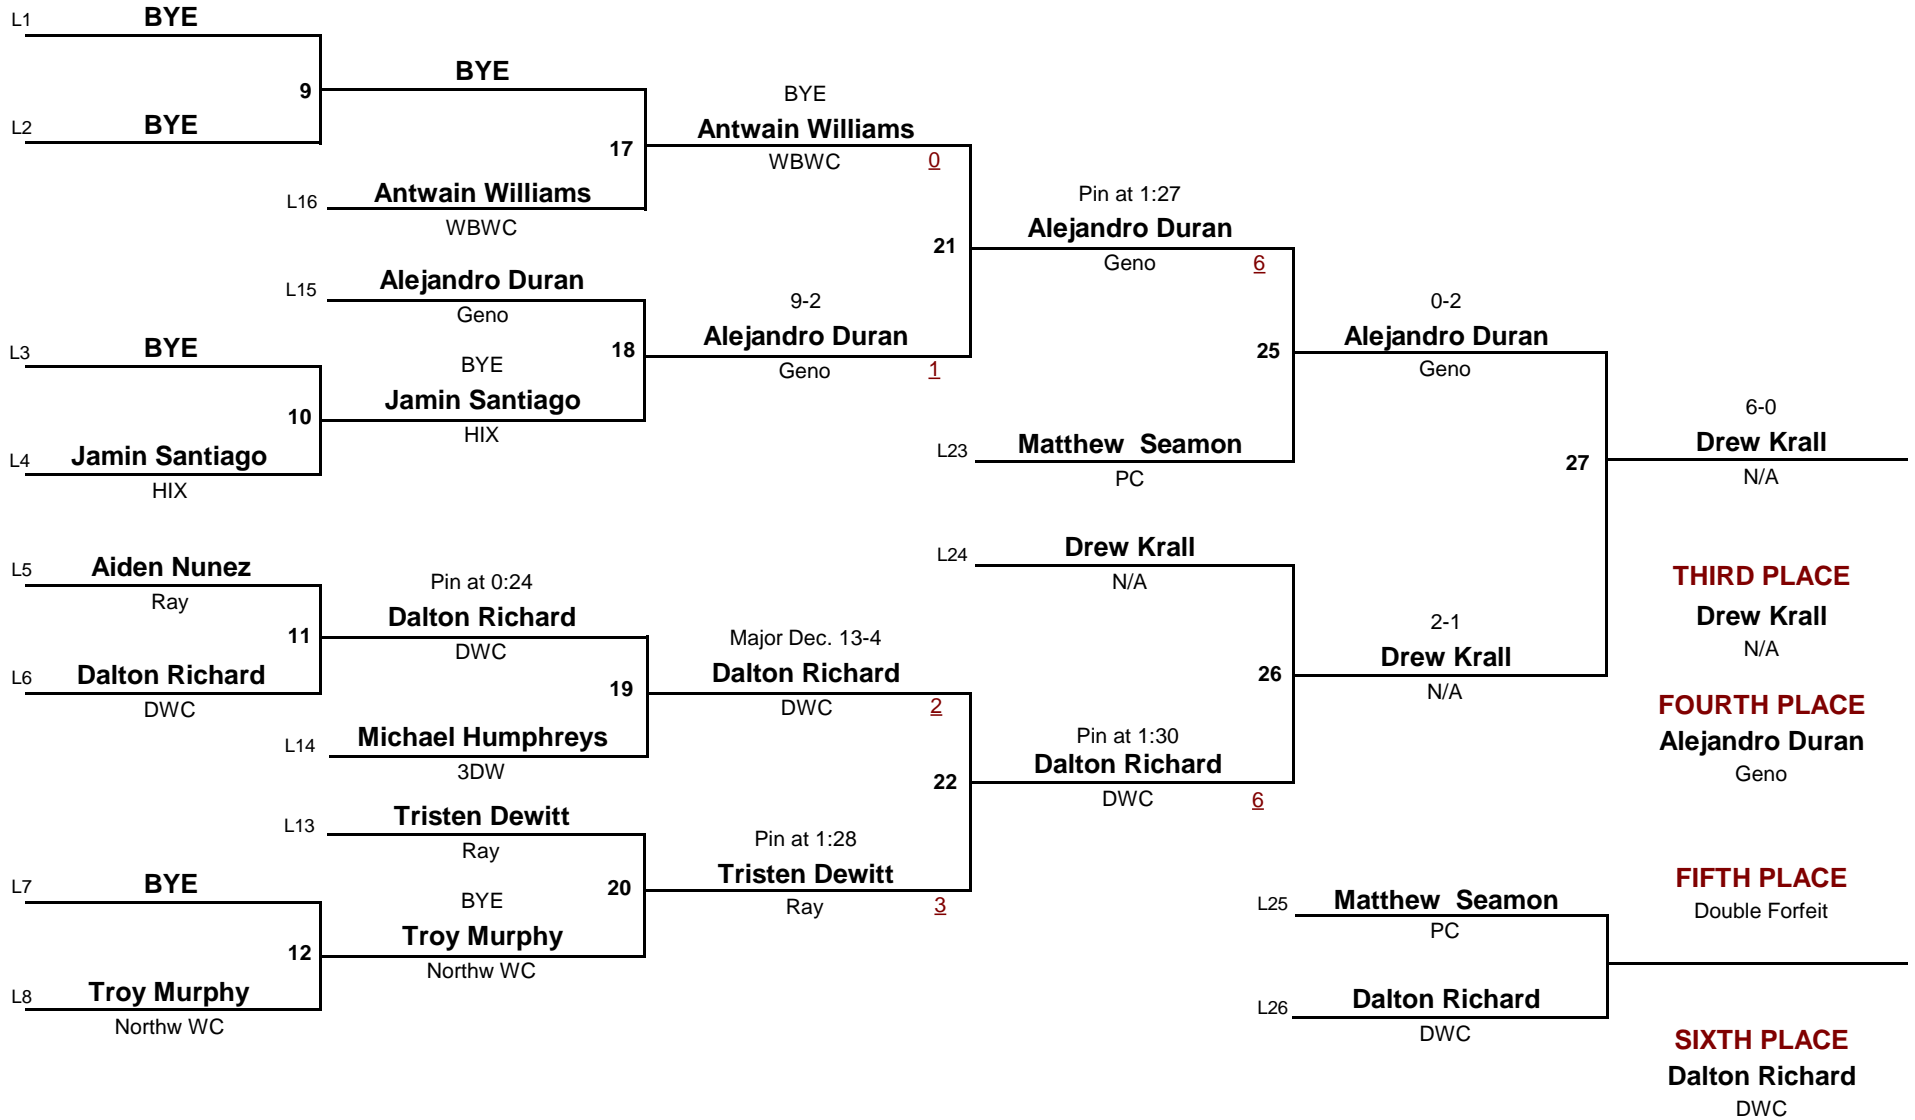 L1 BYE
9
L2 BYE
BYE
17
L16 Antwain Williams
WBWC
BYE
Antwain Williams
WBWC 0
L15 Alejandro Duran
Geno
L3 BYE
10
L4 Jamin Santiago
HIX
BYE
Jamin Santiago
HIX
18
9-2
Alejandro Duran
Geno 1
21
Pin at 1:27
Alejandro Duran
Geno 6
L23 Matthew  Seamon
PC
25
0-2
Alejandro Duran
Geno
L5 Aiden Nunez
Ray
11
L6 Dalton Richard
DWC
Pin at 0:24
Dalton Richard
DWC
19
L14 Michael Humphreys
3DW
Major Dec. 13-4
Dalton Richard
DWC 2
L13 Tristen Dewitt
Ray
L7 BYE
12
L8 Troy Murphy
Northw WC
BYE
Troy Murphy
Northw WC
20
Pin at 1:28
Tristen Dewitt
Ray 3
22
L24 Drew Krall
N/A
Pin at 1:30
Dalton Richard
DWC 6
26
2-1
Drew Krall
N/A
27
6-0
Drew Krall
N/A
THIRD PLACE
Drew Krall
N/A
FOURTH PLACE
Alejandro Duran
Geno
L25 Matthew  Seamon
PC
L26 Dalton Richard
DWC
FIFTH PLACE
Double Forfeit
SIXTH PLACE
Dalton Richard
DWC